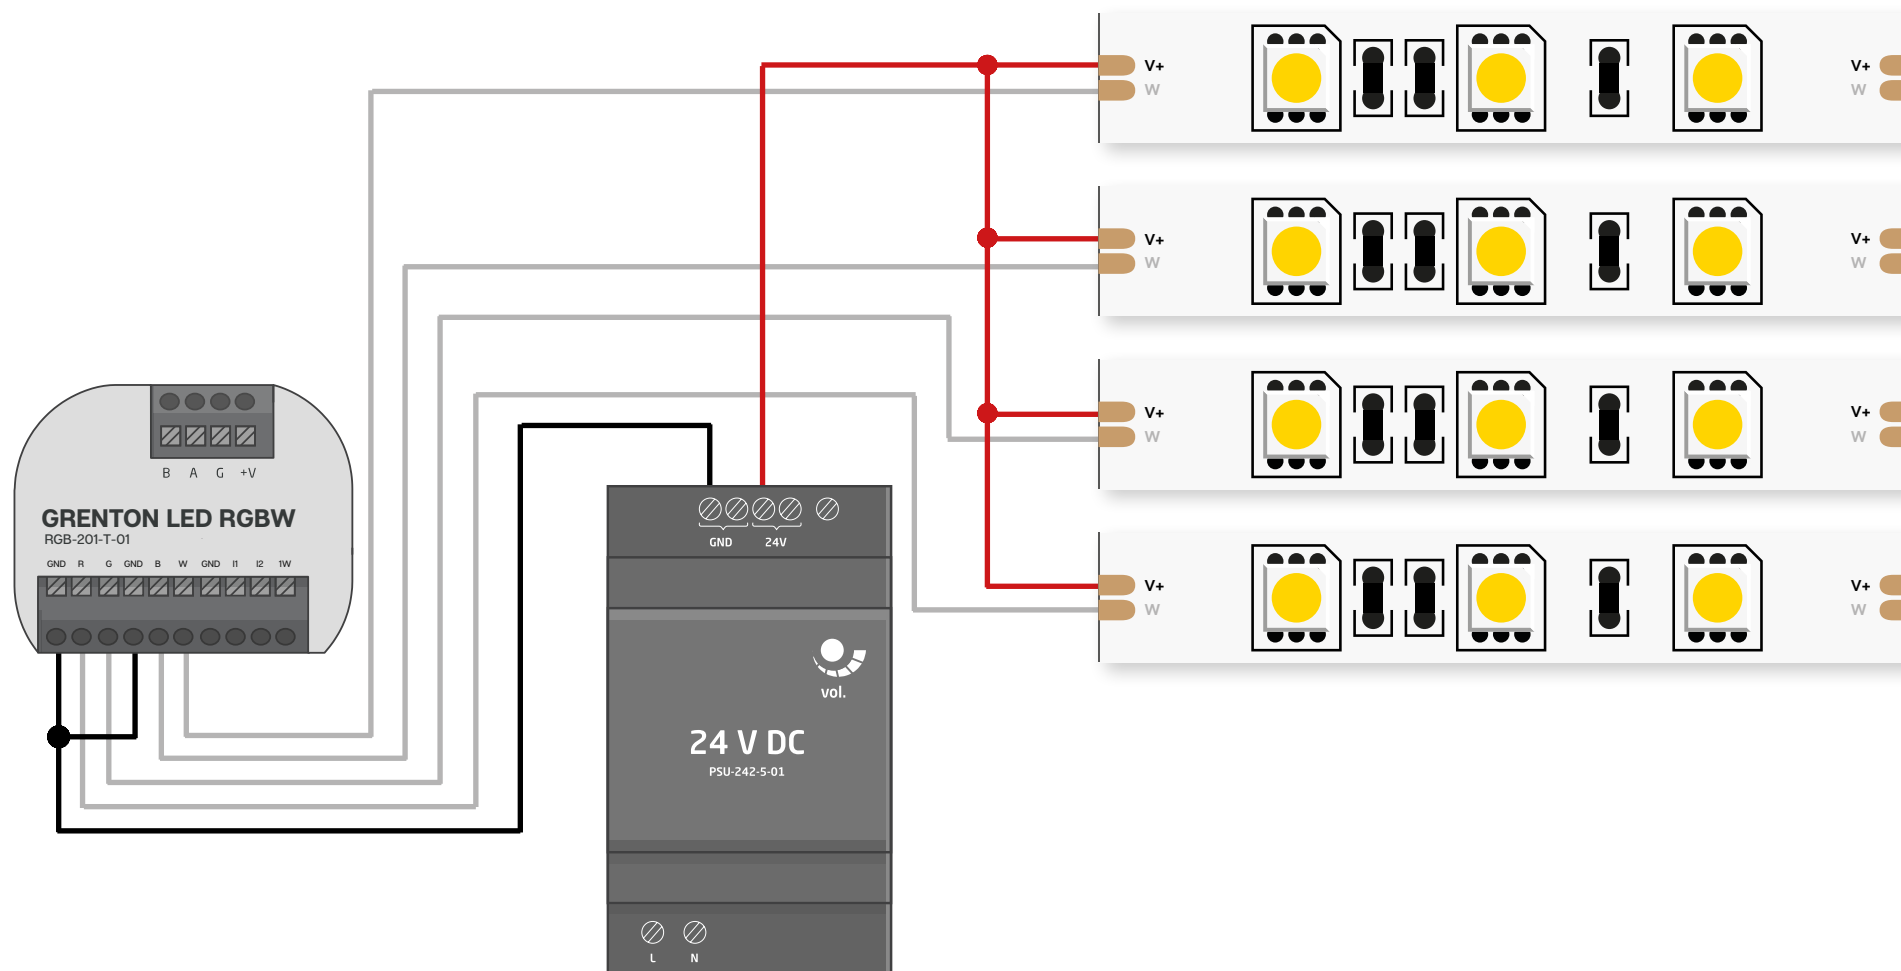 V+ V+
W W
V+ V+
W W
V+ V+
W W
B A G +V
GRENTON LED RGBW
RGB-201-T-01
GND R G GND B W GND I1 I2 1W
GND 24V
V+ V+
W W
vol.
24 V DC
PSU-242-5-01
L N